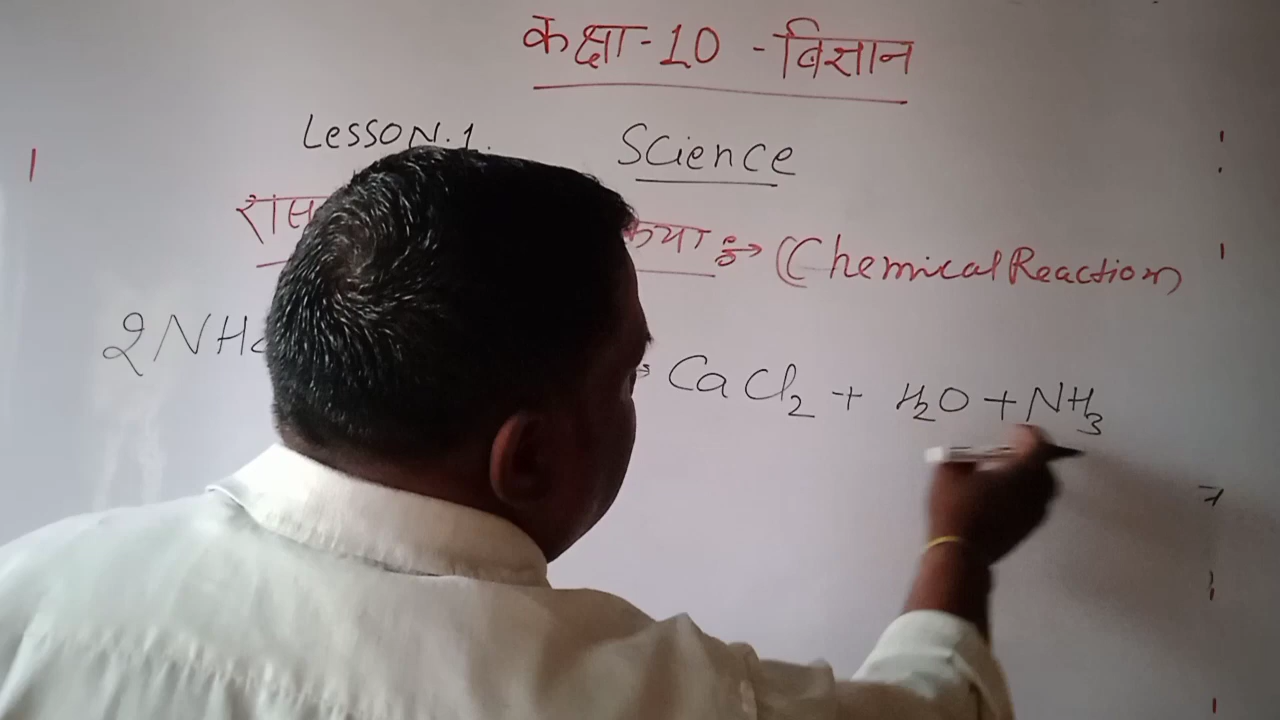 कक्षा-10 - विज्ञान
Lesson.1. Science
(Chemical Reaction)
2NH CaCl₂ + H₂O + NH₃